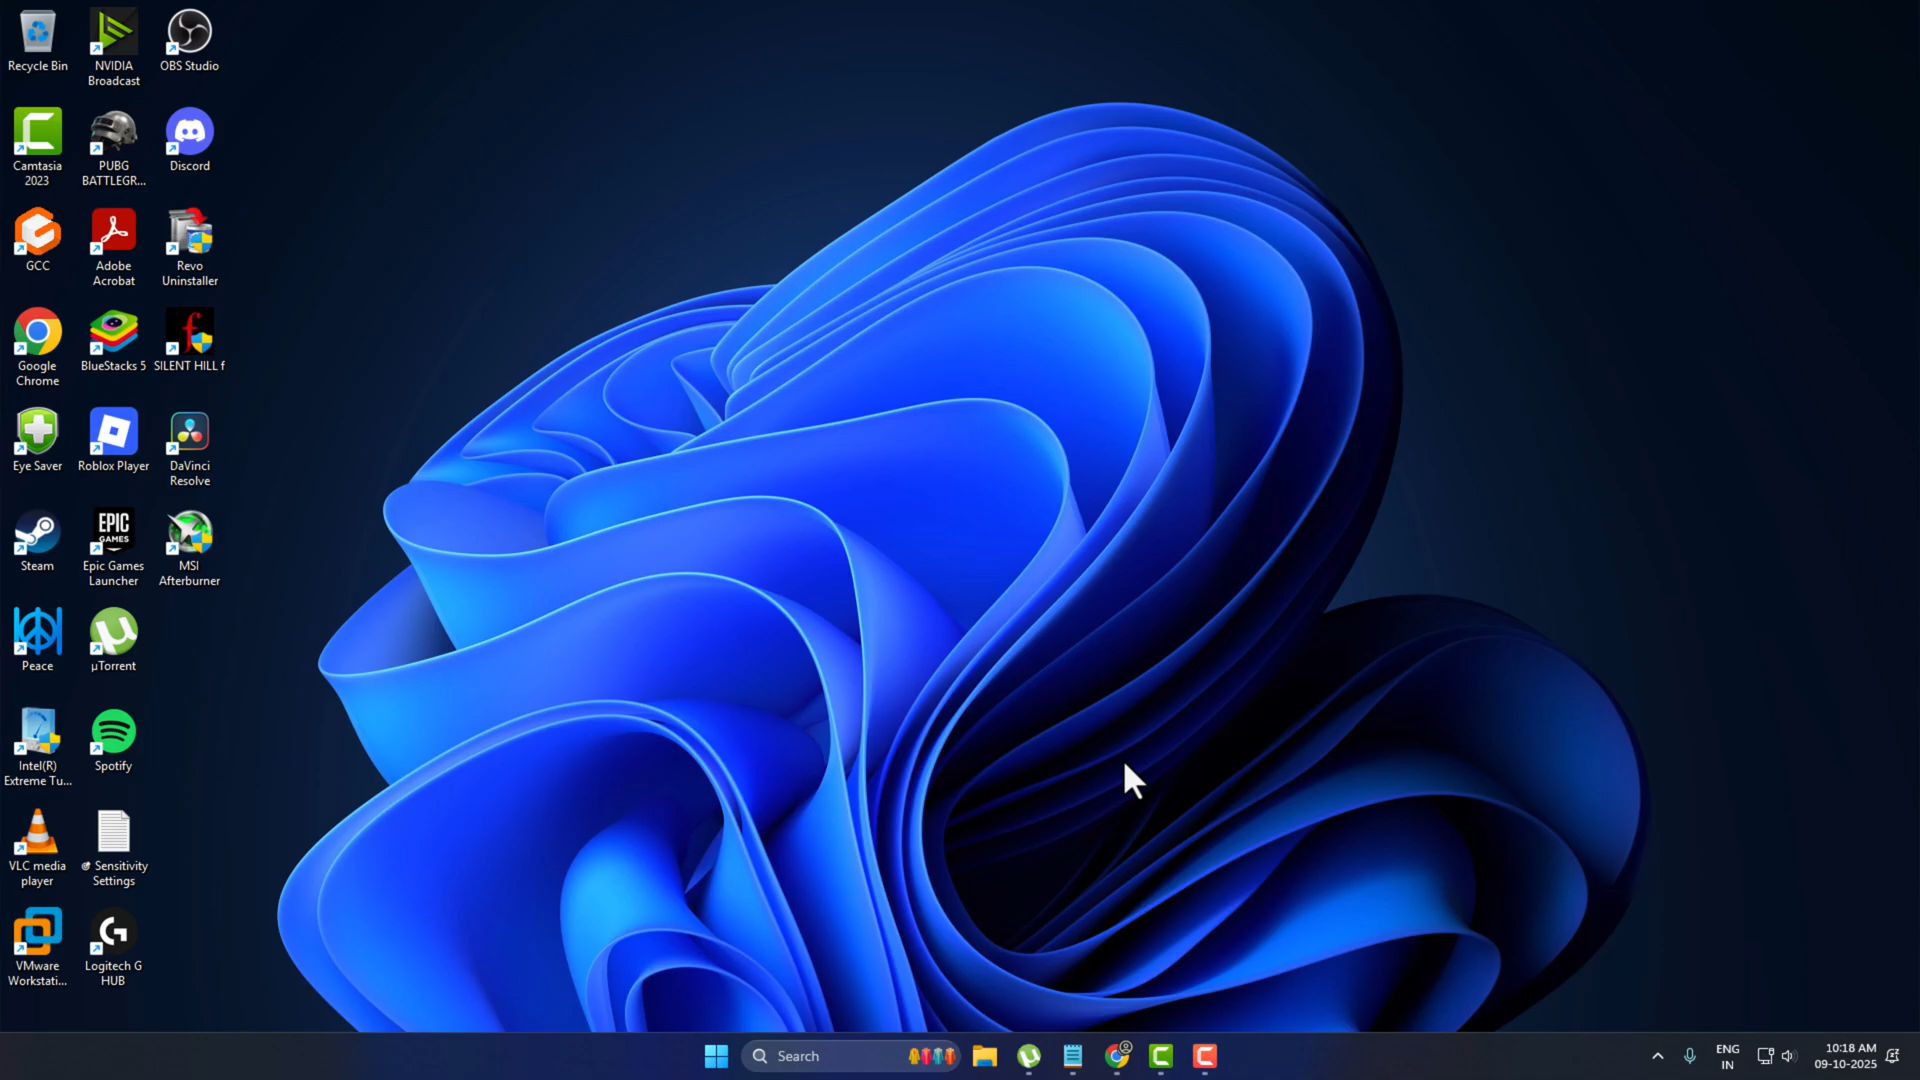 Recycle Bin
NVIDIA
Broadcast
OBS Studio
Camtasia
2023
PUBG
BATTLEGR...
Discord
GCC
Adobe
Acrobat
Revo
Uninstaller
Google
Chrome
BlueStacks 5
SILENT HILL f
Eye Saver
Roblox Player
DaVinci
Resolve
Steam
EPIC
GAMES
Epic Games
Launcher
MSI
Afterburner
Peace
µTorrent
Intel(R)
Extreme Tu...
Spotify
VLC media
player
Sensitivity
Settings
VMware
Workstati...
Logitech G
HUB
Search
ENG
IN
10:18 AM
09-10-2025